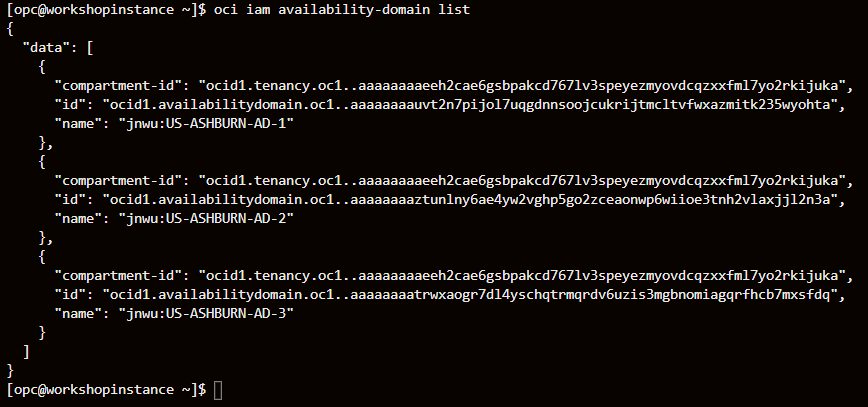 [opc@workshopinstance ~]$ oci iam availability-domain list
{
  "data": [
    {
      "compartment-id": "ocid1.tenancy.oc1..aaaaaaaaeeh2cae6gsbpakcd767lv3speyezmyovdcqzxxfml7yo2rkijuka",
      "id": "ocid1.availabilitydomain.oc1..aaaaaaaauvt2n7pijol7uqgdnnsoojcukrijtmcltvfwxazmitk235wyohta",
      "name": "jnwu:US-ASHBURN-AD-1"
    },
    {
      "compartment-id": "ocid1.tenancy.oc1..aaaaaaaaeeh2cae6gsbpakcd767lv3speyezmyovdcqzxxfml7yo2rkijuka",
      "id": "ocid1.availabilitydomain.oc1..aaaaaaaaztunlny6ae4yw2vghp5go2zceaonwp6wiioe3tnh2vlaxjjl2n3a",
      "name": "jnwu:US-ASHBURN-AD-2"
    },
    {
      "compartment-id": "ocid1.tenancy.oc1..aaaaaaaaeeh2cae6gsbpakcd767lv3speyezmyovdcqzxxfml7yo2rkijuka",
      "id": "ocid1.availabilitydomain.oc1..aaaaaaaatrwxaogr7dl4yschqtrmqrdv6uzis3mgbnomiagqrfhcb7mxsfdq",
      "name": "jnwu:US-ASHBURN-AD-3"
    }
  ]
}
[opc@workshopinstance ~]$